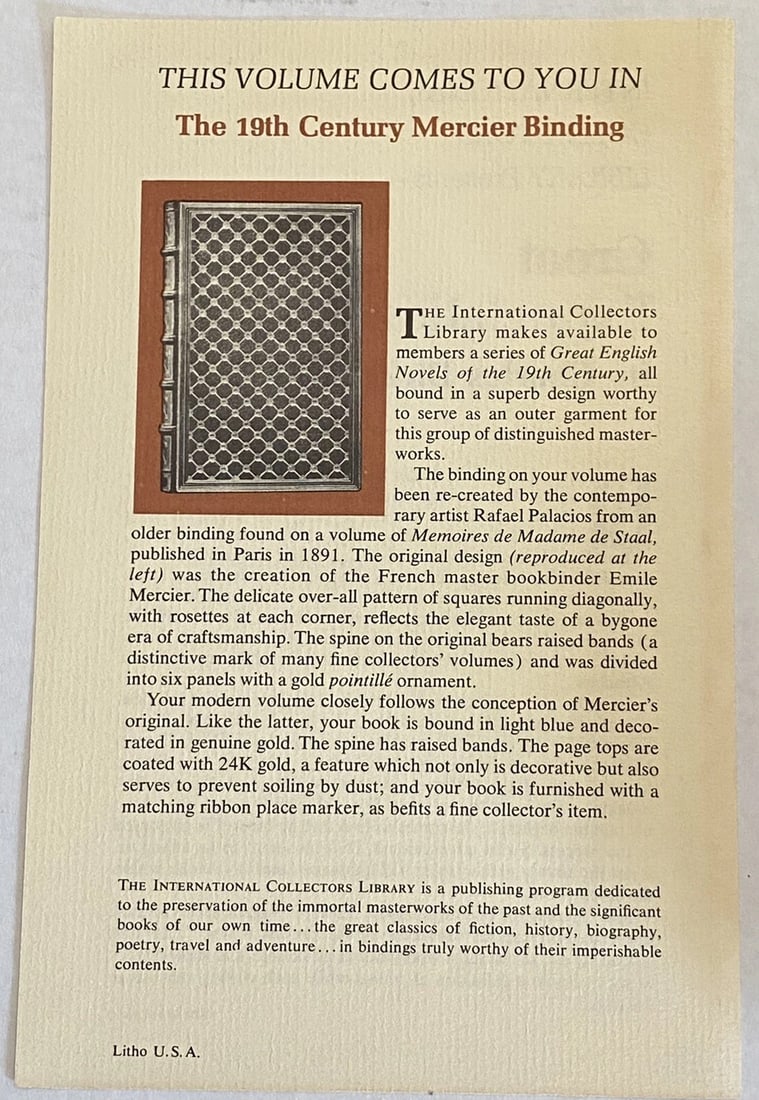 THIS VOLUME COMES TO YOU IN
The 19th Century Mercier Binding
THE International Collectors
Library makes available to
members a series of Great English
Novels of the 19th Century, all
bound in a superb design worthy
to serve as an outer garment for
this group of distinguished master-
works.
The binding on your volume has
been re-created by the contempo-
rary artist Rafael Palacios from an
older binding found on a volume of Memoires de Madame de Staal,
published in Paris in 1891. The original design (reproduced at the
left) was the creation of the French master bookbinder Emile
Mercier. The delicate over-all pattern of squares running diagonally,
with rosettes at each corner, reflects the elegant taste of a bygone
era of craftsmanship. The spine on the original bears raised bands (a
distinctive mark of many fine collectors' volumes) and was divided
into six panels with a gold pointillé ornament.
Your modern volume closely follows the conception of Mercier's
original. Like the latter, your book is bound in light blue and deco-
rated in genuine gold. The spine has raised bands. The page tops are
coated with 24K gold, a feature which not only is decorative but also
serves to prevent soiling by dust; and your book is furnished with a
matching ribbon place marker, as befits a fine collector's item.
THE INTERNATIONAL COLLECTORS LIBRARY is a publishing program dedicated
to the preservation of the immortal masterworks of the past and the significant
books of our own time...the great classics of fiction, history, biography,
poetry, travel and adventure...in bindings truly worthy of their imperishable
contents.
Litho U.S.A.